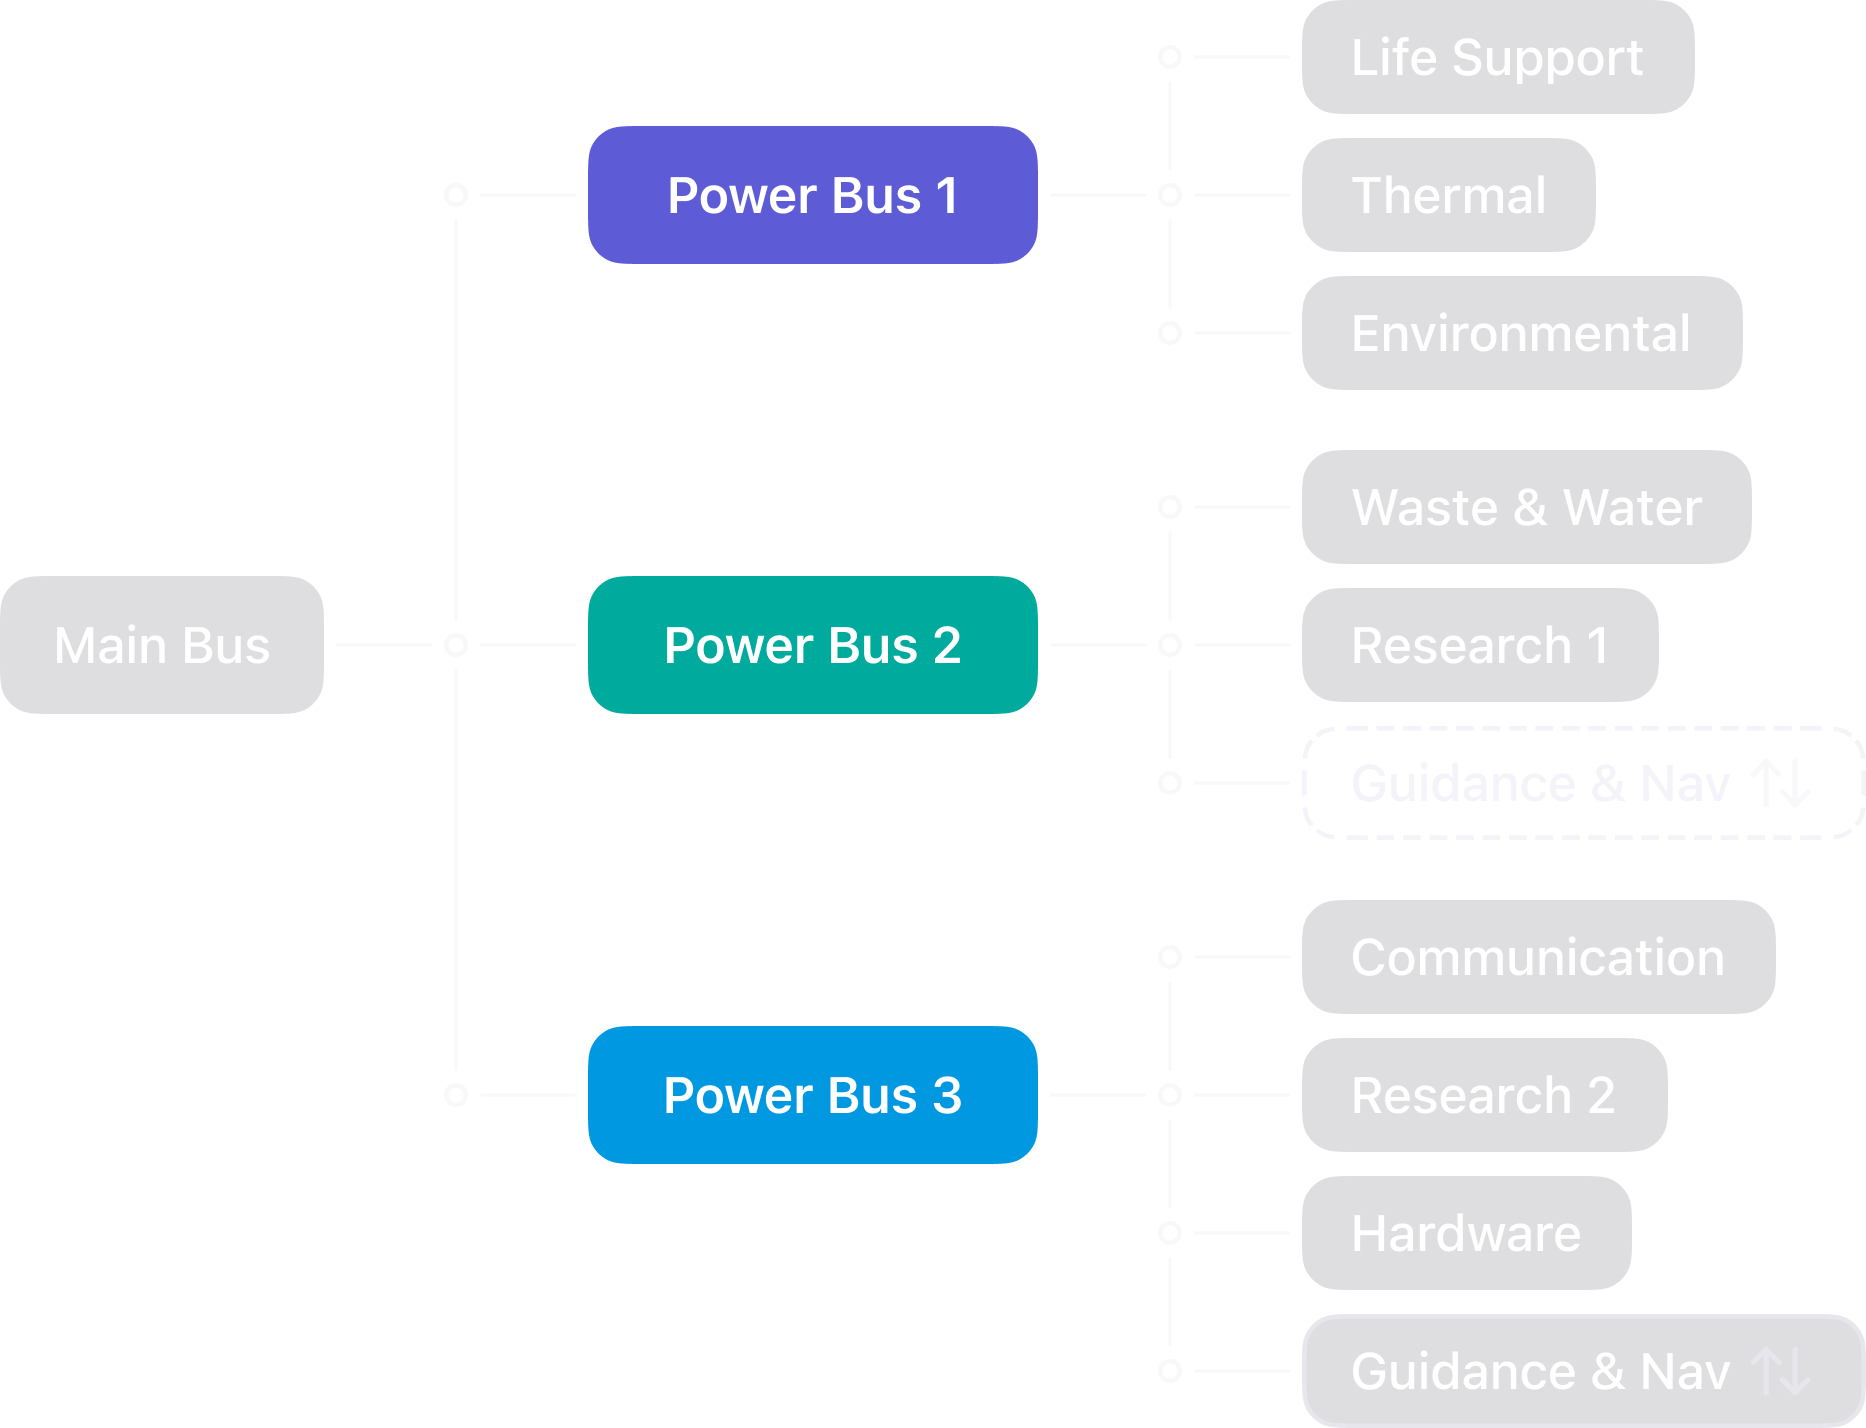 Life Support
Power Bus 1
Thermal
Environmental
Waste & Water
Main Bus
Power Bus 2
Research 1
Guidance & Nav
Communication
Power Bus 3
Research 2
Hardware
Guidance & Nav